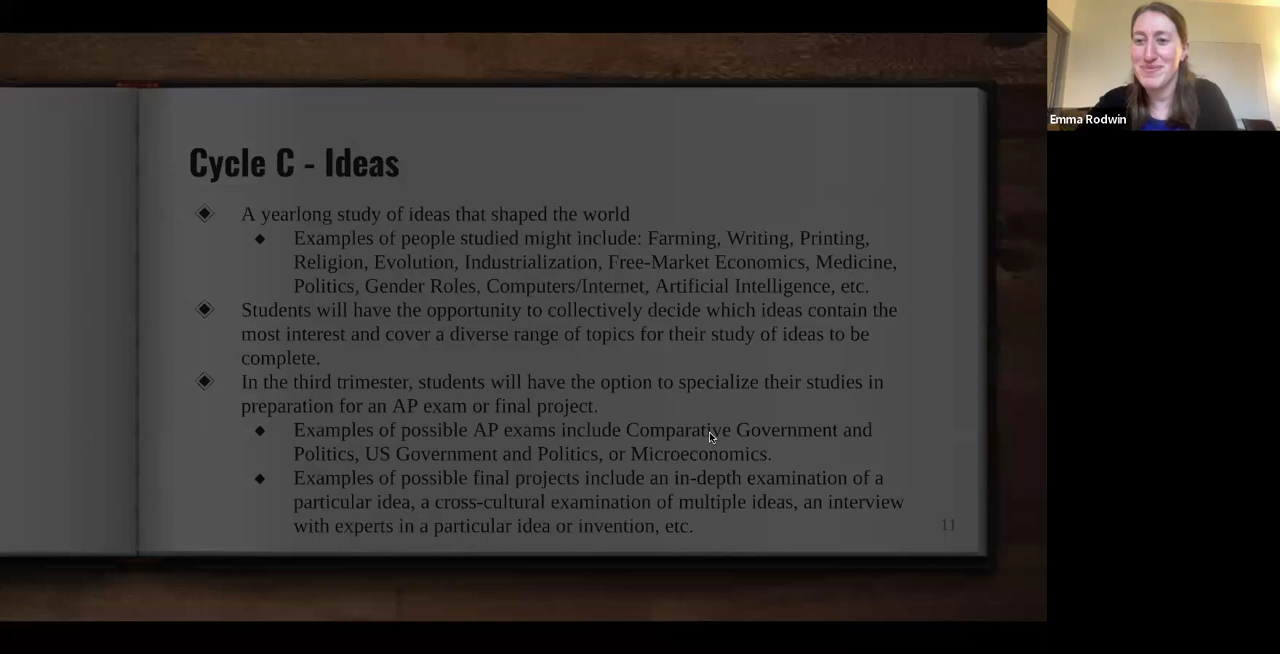 Emma Rodwin
Cycle C - Ideas
A yearlong study of ideas that shaped the world
Examples of people studied might include: Farming, Writing, Printing,
Religion, Evolution, Industrialization, Free-Market Economics, Medicine,
Politics, Gender Roles, Computers/Internet, Artificial Intelligence, etc.
Students will have the opportunity to collectively decide which ideas contain the
most interest and cover a diverse range of topics for their study of ideas to be
complete.
In the third trimester, students will have the option to specialize their studies in
preparation for an AP exam or final project.
Examples of possible AP exams include Comparative Government and
Politics, US Government and Politics, or Microeconomics.
Examples of possible final projects include an in-depth examination of a
particular idea, a cross-cultural examination of multiple ideas, an interview
with experts in a particular idea or invention, etc.
11